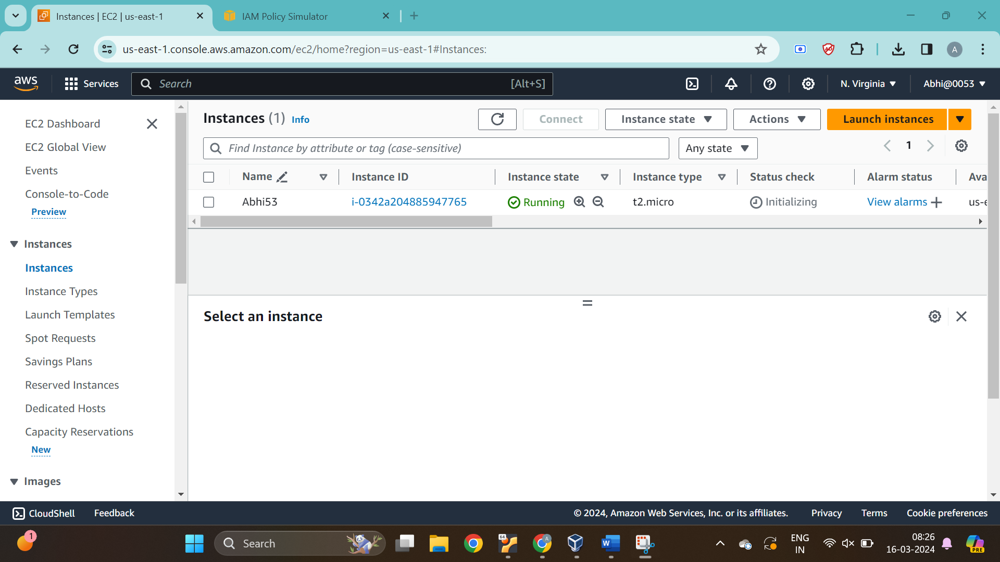 Instances | EC2 | us-east-1
IAM Policy Simulator
us-east-1.console.aws.amazon.com/ec2/home?region=us-east-1#Instances:
A
aws
Services
Search
[Alt+S]
N. Virginia
Abhi@0053
EC2 Dashboard
EC2 Global View
Events
Console-to-Code
Preview
Instances
Instances
Instance Types
Launch Templates
Spot Requests
Savings Plans
Reserved Instances
Dedicated Hosts
Capacity Reservations
New
Images
Instances (1) Info
Connect
Instance state
Actions
Launch instances
Find Instance by attribute or tag (case-sensitive)
Any state
1
Name
Instance ID
Instance state
Instance type
Status check
Alarm status
Ava
Abhi53
i-0342a204885947765
Running
t2.micro
Initializing
View alarms
us-e
Select an instance
CloudShell
Feedback
© 2024, Amazon Web Services, Inc. or its affiliates.
Privacy
Terms
Cookie preferences
1
Search
64
A
W
ENG
IN
08:26
16-03-2024
PRE